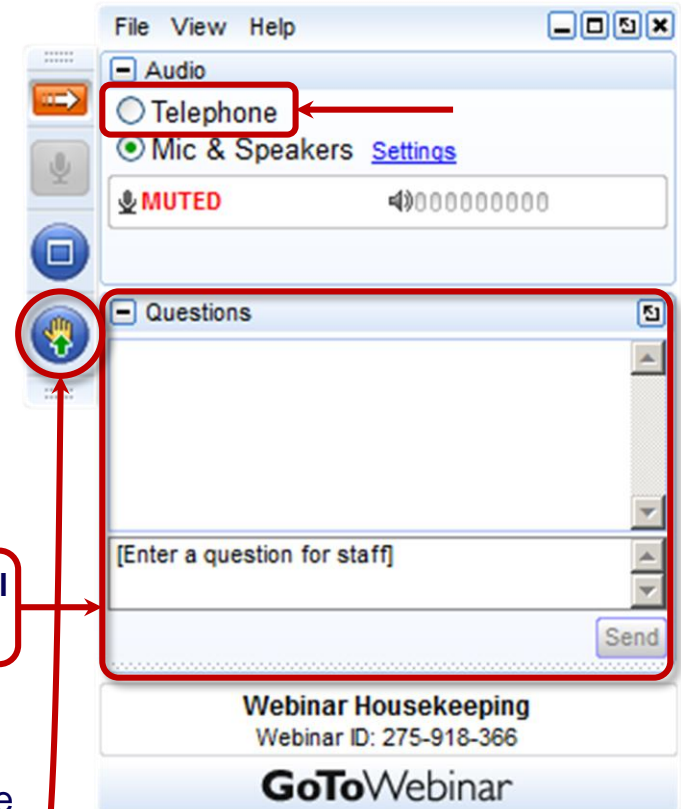 File View Help
Audio
Telephone
Mic & Speakers Settings
MUTED
Questions
[Enter a question for staff]
Send
Webinar Housekeeping
Webinar ID: 275-918-366
GoToWebinar